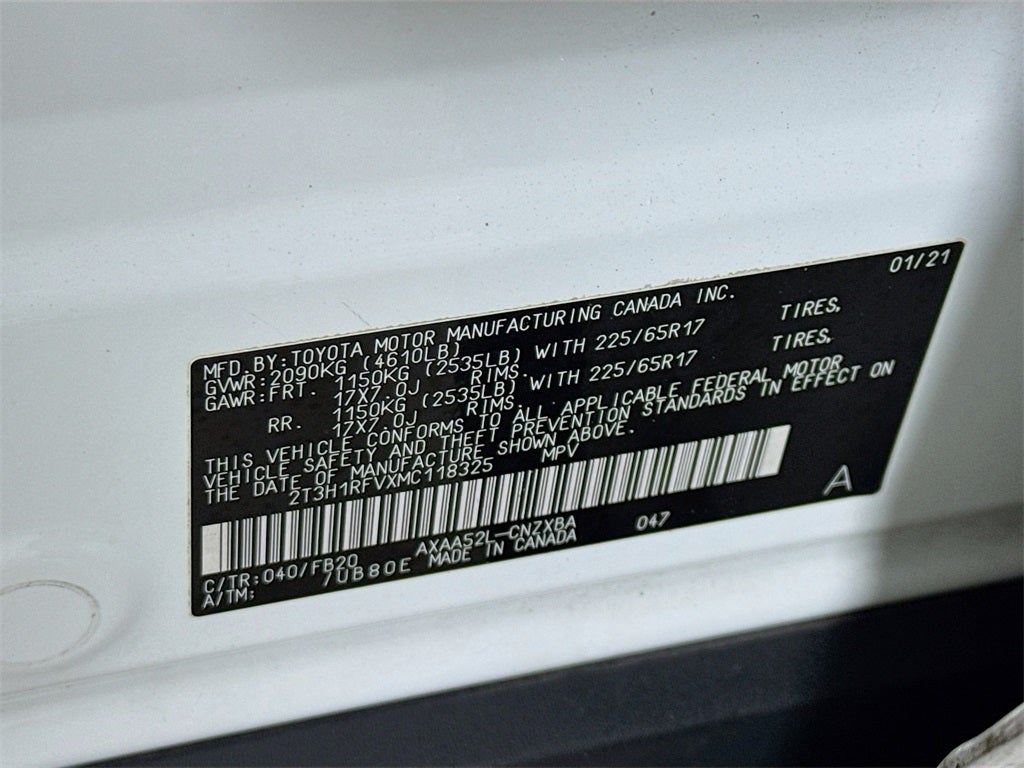 01/21
MFD.BY:TOYOTA MOTOR MANUFACTURING CANADA INC.
GVWR:2090KG (4610LB)
GAWR:FRT. 1150KG (2535LB) WITH 225/65R17 TIRES,
17X7.0J RIMS.
RR. 1150KG (2535LB) WITH 225/65R17 TIRES,
17X7.0J RIMS.
THIS VEHICLE CONFORMS TO ALL APPLICABLE FEDERAL MOTOR
VEHICLE SAFETY AND THEFT PREVENTION STANDARDS IN EFFECT ON
THE DATE OF MANUFACTURE SHOWN ABOVE.
2T3H1RFVXMC118325 MPV
A
C/TR:040/FB20 AXAA52L-CNZXBA 047
A/TM: /UB80E MADE IN CANADA